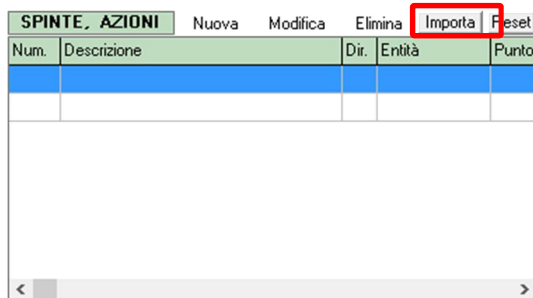 SPINTE, AZIONI Nuova Modifica Elimina Importa Reset
Num. Descrizione Dir. Entità Punto